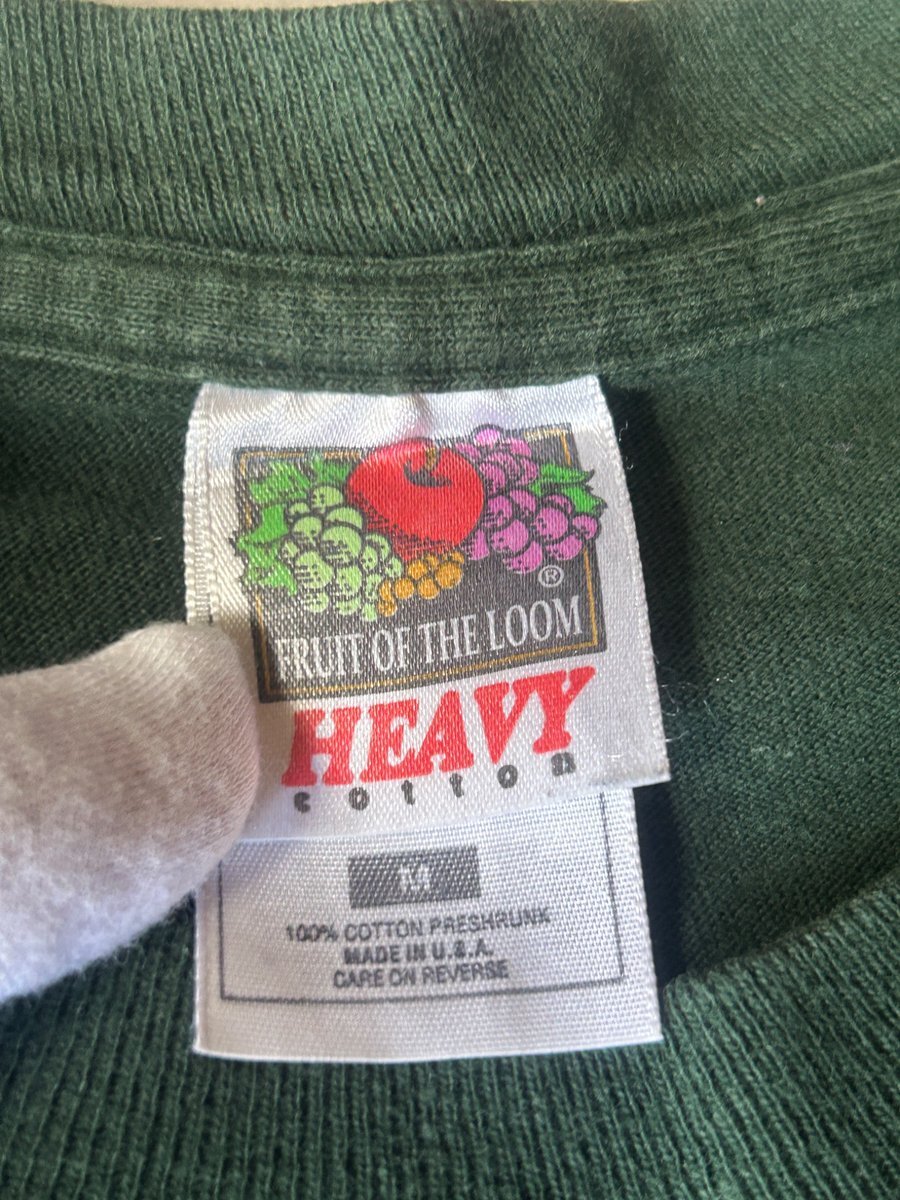 ®
FRUIT OF THE LOOM
HEAVY
cotton
M
100% COTTON PRESHRUNK
MADE IN U.S.A.
CARE ON REVERSE